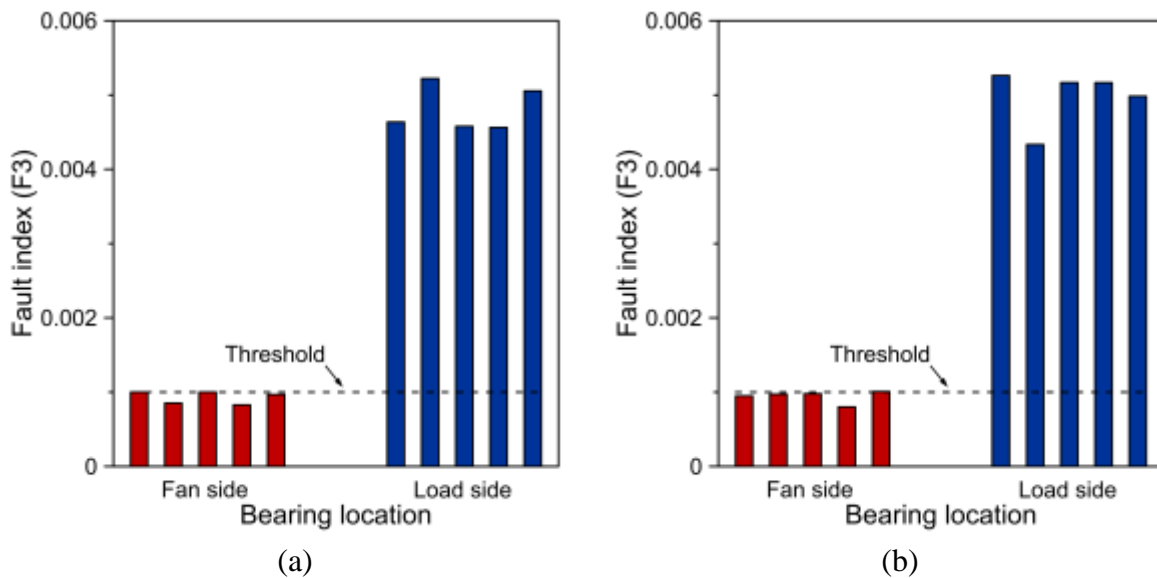 0.006
0.004
0.002
0
Fault index (F3)
Threshold
Fan side
Load side
Bearing location
(a)
0.006
0.004
0.002
0
Fault index (F3)
Threshold
Fan side
Load side
Bearing location
(b)